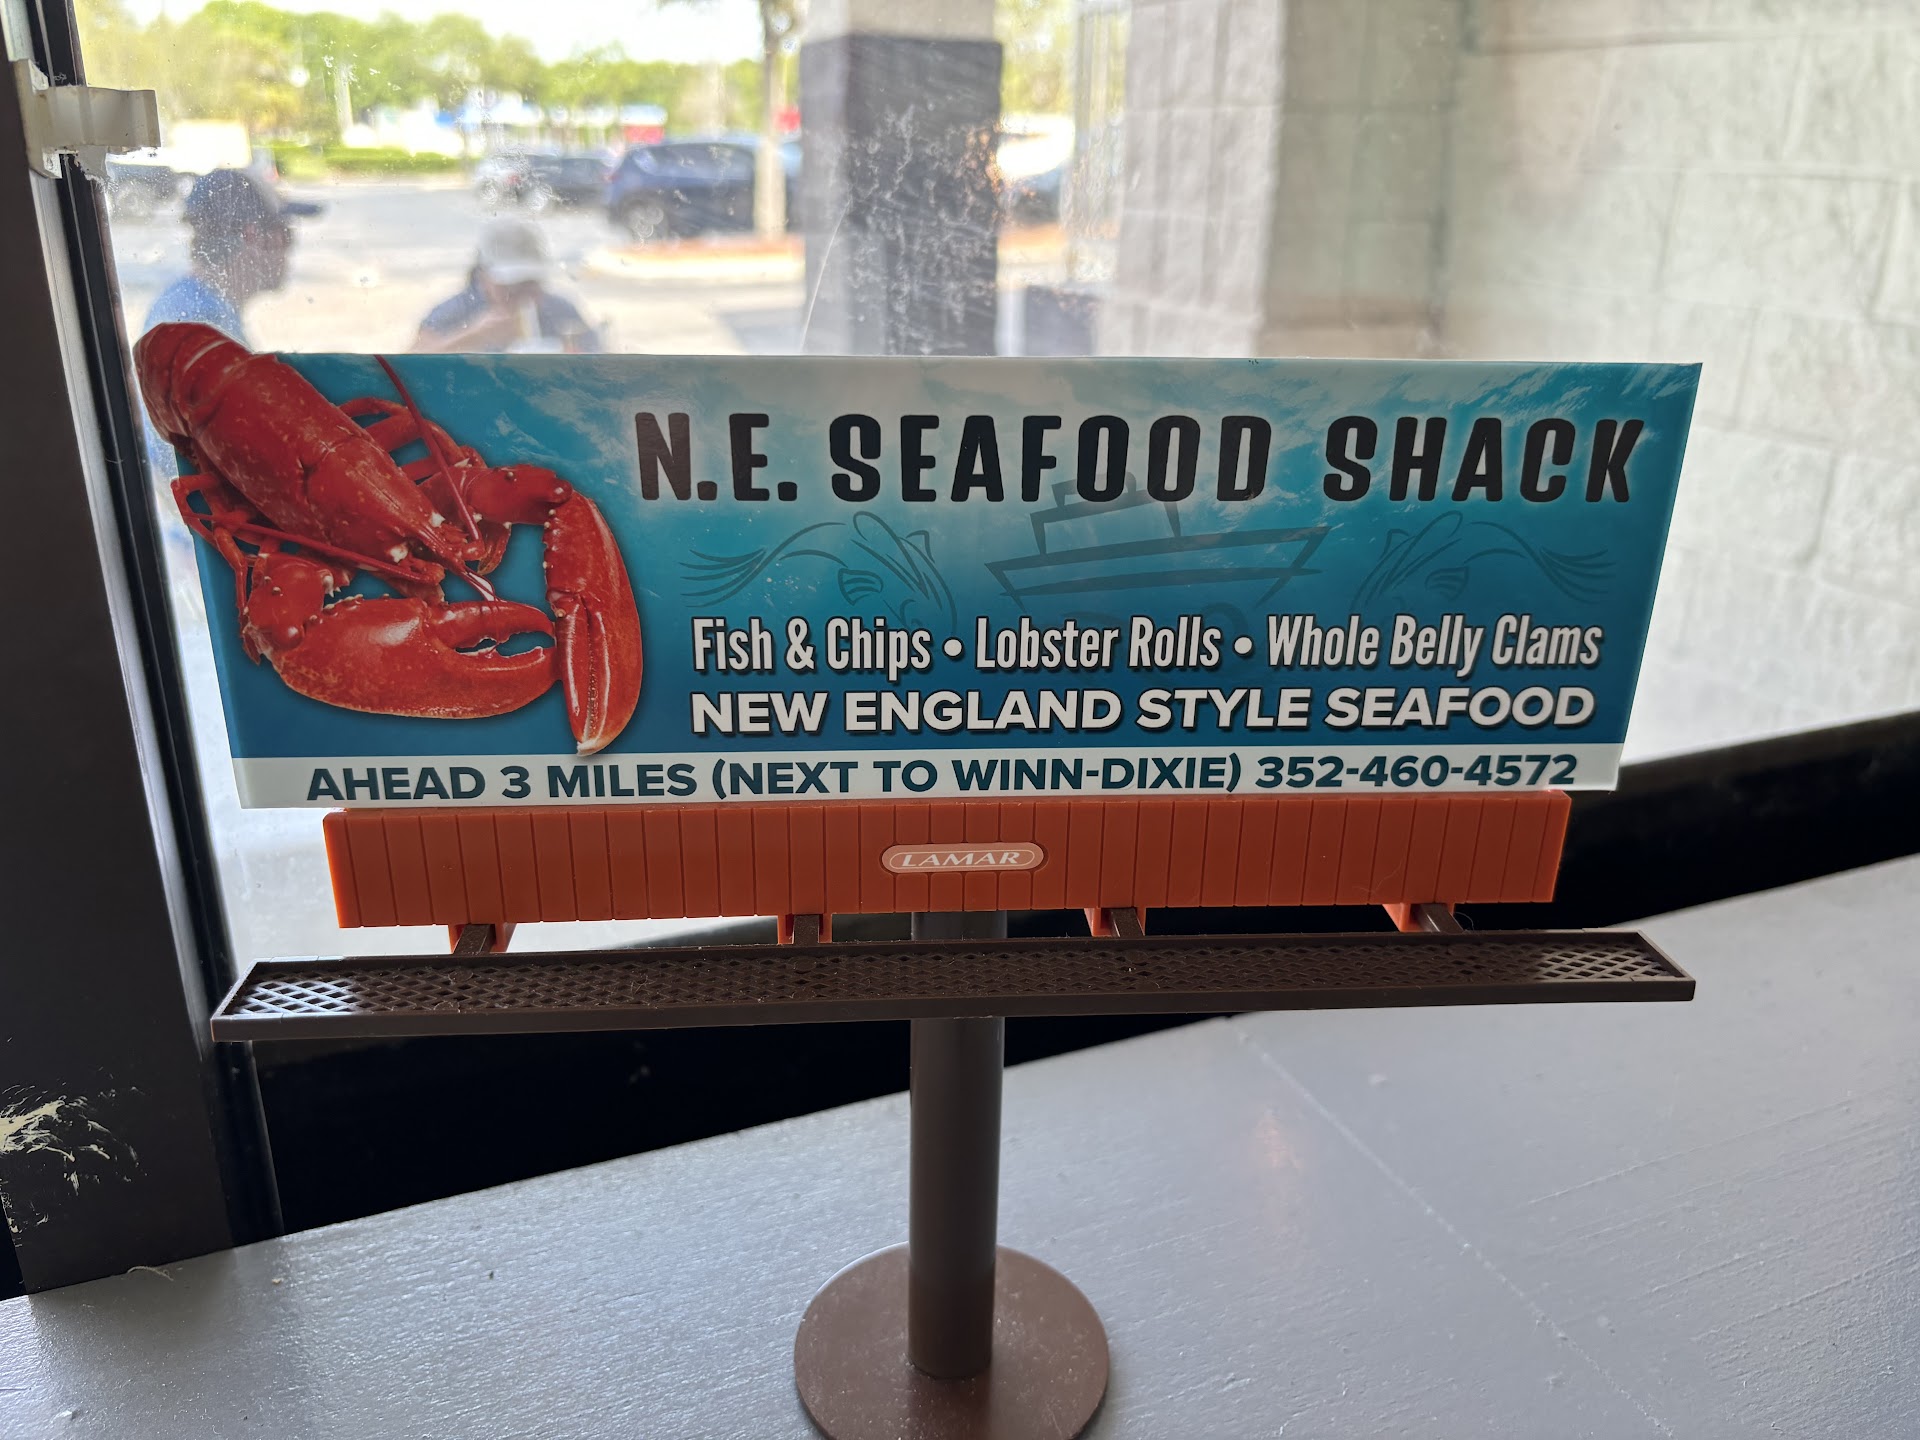 N.E. SEAFOOD SHACK
Fish & Chips • Lobster Rolls • Whole Belly Clams
NEW ENGLAND STYLE SEAFOOD
AHEAD 3 MILES (NEXT TO WINN-DIXIE) 352-460-4572
LAMAR